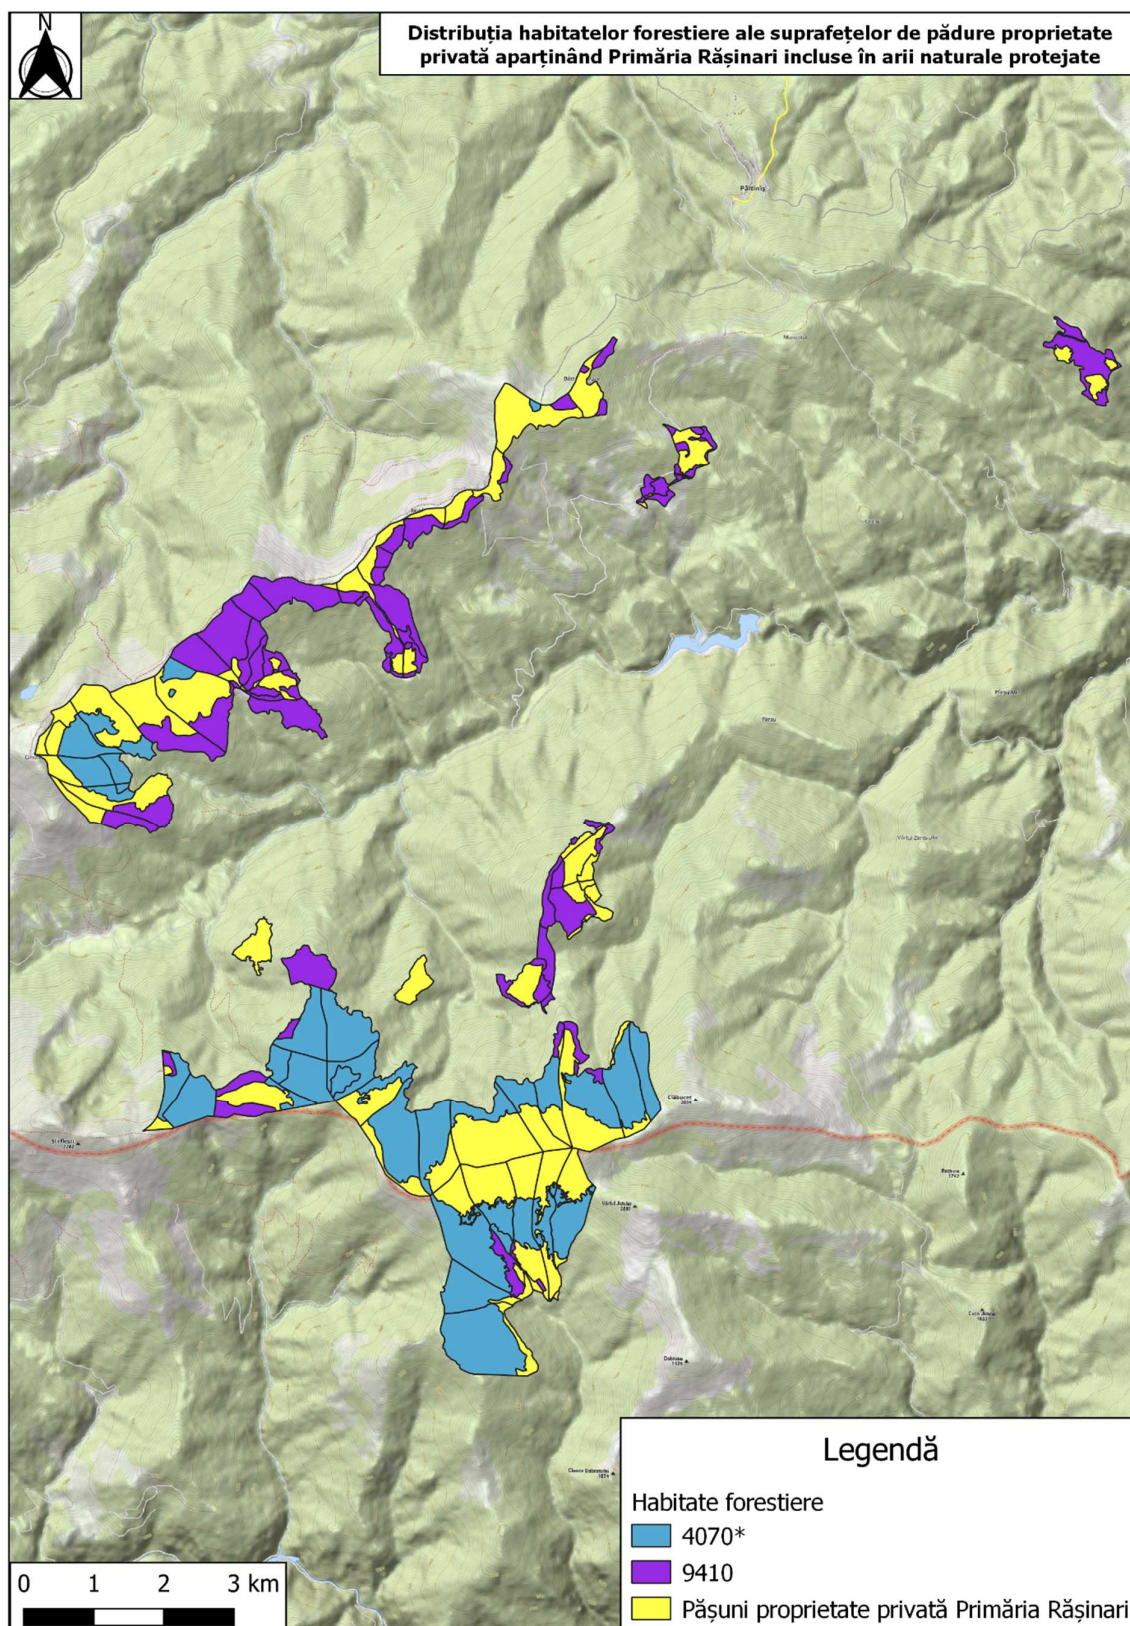 N
Distribuția habitatelor forestiere ale suprafețelor de pădure proprietate
privată aparținând Primăria Rășinari incluse în arii naturale protejate
Păltiniș
Clăbucet
Legendă
Habitate forestiere
4070*
9410
Pășuni proprietate privată Primăria Rășinari
0 1 2 3 km